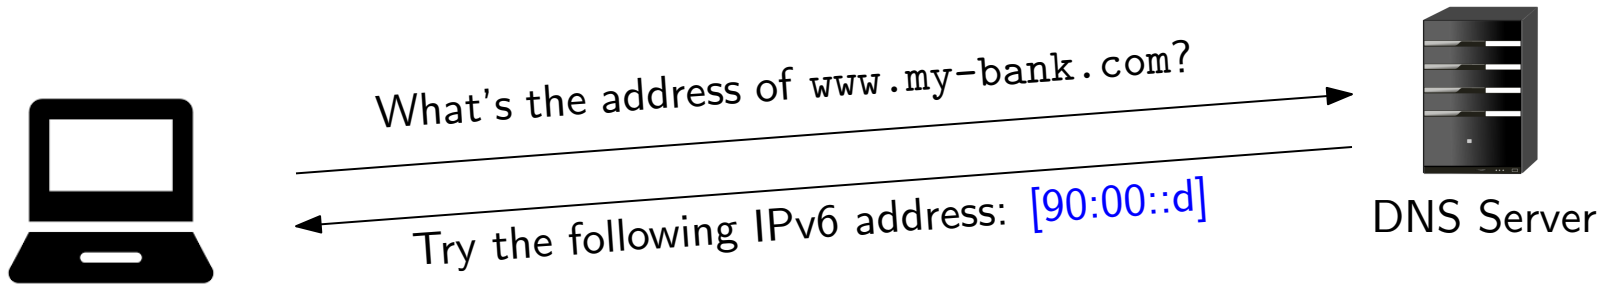 What's the address of www.my-bank.com?
Try the following IPv6 address: [90:00::d]
DNS Server